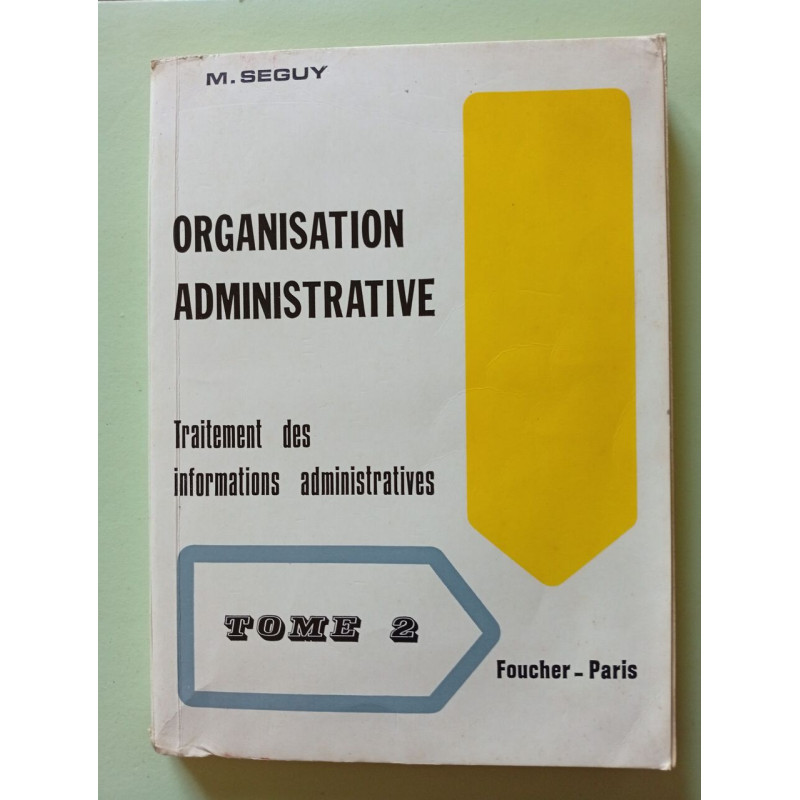 M. SEGUY
ORGANISATION
ADMINISTRATIVE
Traitement des
informations administratives
TOME 2
Foucher - Paris